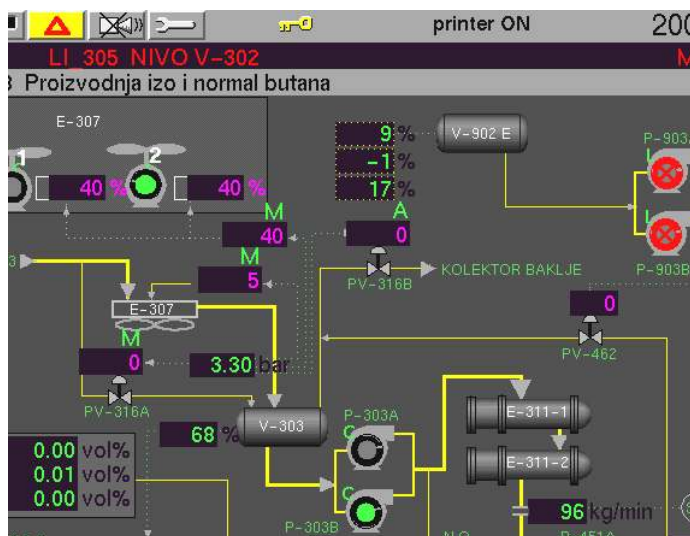 printer ON 200
LI_305 NIVO V-302 M
Proizvodnja izo i normal butana
E-307
1 2
40 % 40 %
9 %
-1 %
17 %
V-902 E
P-903A
L
L
P-903B
M
40
A
0
M
5
3
PV-316B
KOLEKTOR BAKLJE
E-307
M
0
3.30 bar
0
PV-462
PV-316A
68 %
V-303
P-303A
C
C
P-303B
E-311-1
E-311-2
0.00 vol%
0.01 vol%
0.00 vol%
96 kg/min
P-451A